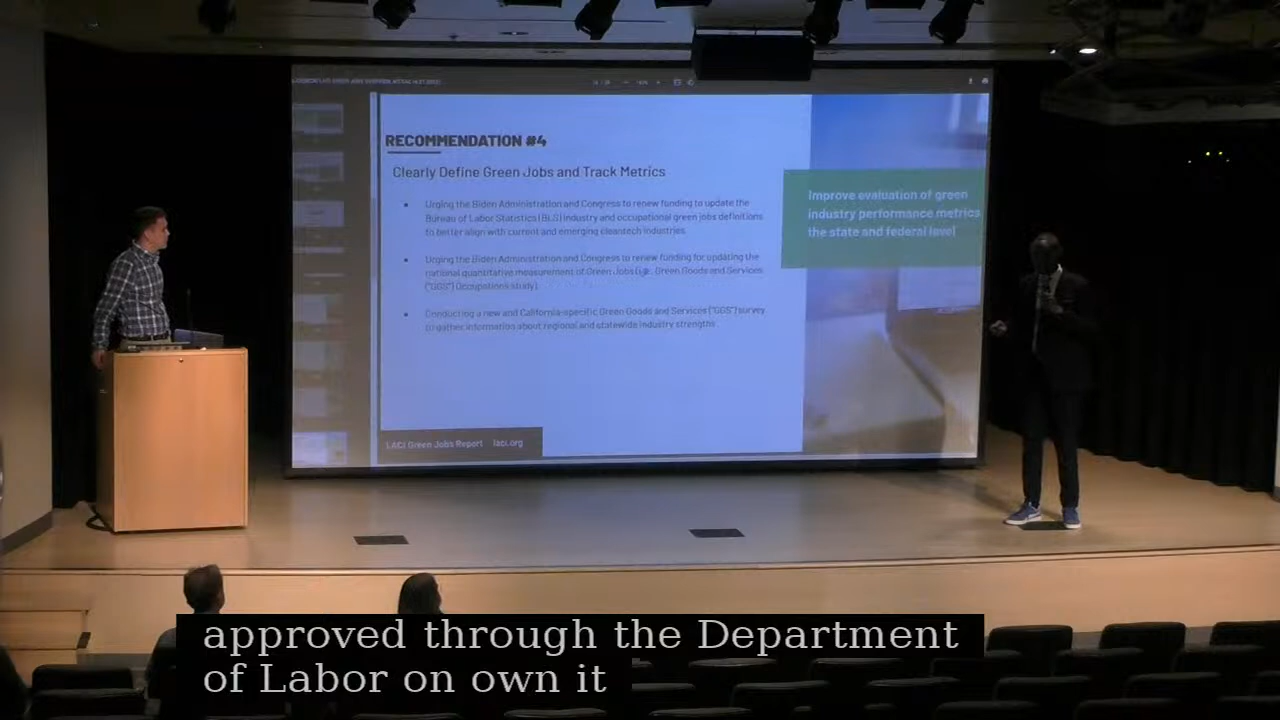 RECOMMENDATION #4
Clearly Define Green Jobs and Track Metrics
Urging the Biden Administration and Congress to renew funding to update the
Bureau of Labor Statistics (BLS) industry and occupational green jobs definitions
to better align with current and emerging cleantech industries.
Urging the Biden Administration and Congress to renew funding for updating the
national quantitative measurement of Green Jobs (i.e. Green Goods and Services
("GGS") Occupations study)
Conducting a new and California-specific Green Goods and Services ("GGS") survey
to gather information about regional and statewide industry strengths
Improve evaluation of green
industry performance metrics
the state and federal level
LACI Green Jobs Report laci.org
approved through the Department
of Labor on own it